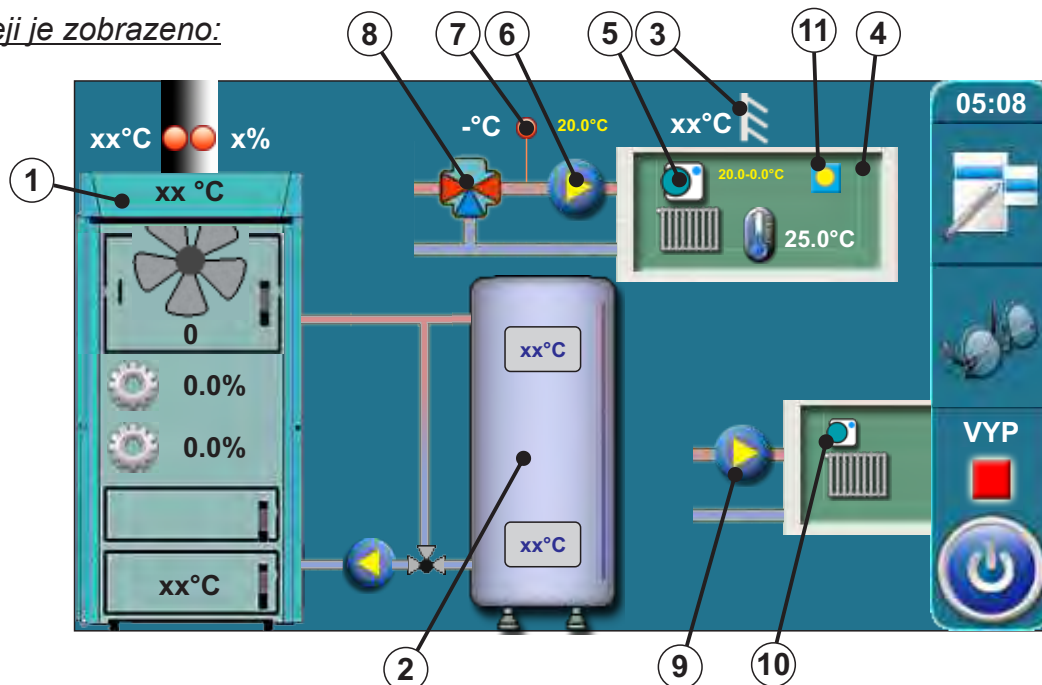 eji je zobrazeno:
8 7 6 5 3 11 4
05:08
-°C 20.0°C xx°C
xx°C x%
1
xx °C
20.0-0.0°C
25.0°C
0
xx°C
0.0%
VYP
0.0%
xx°C
xx°C
2 9 10